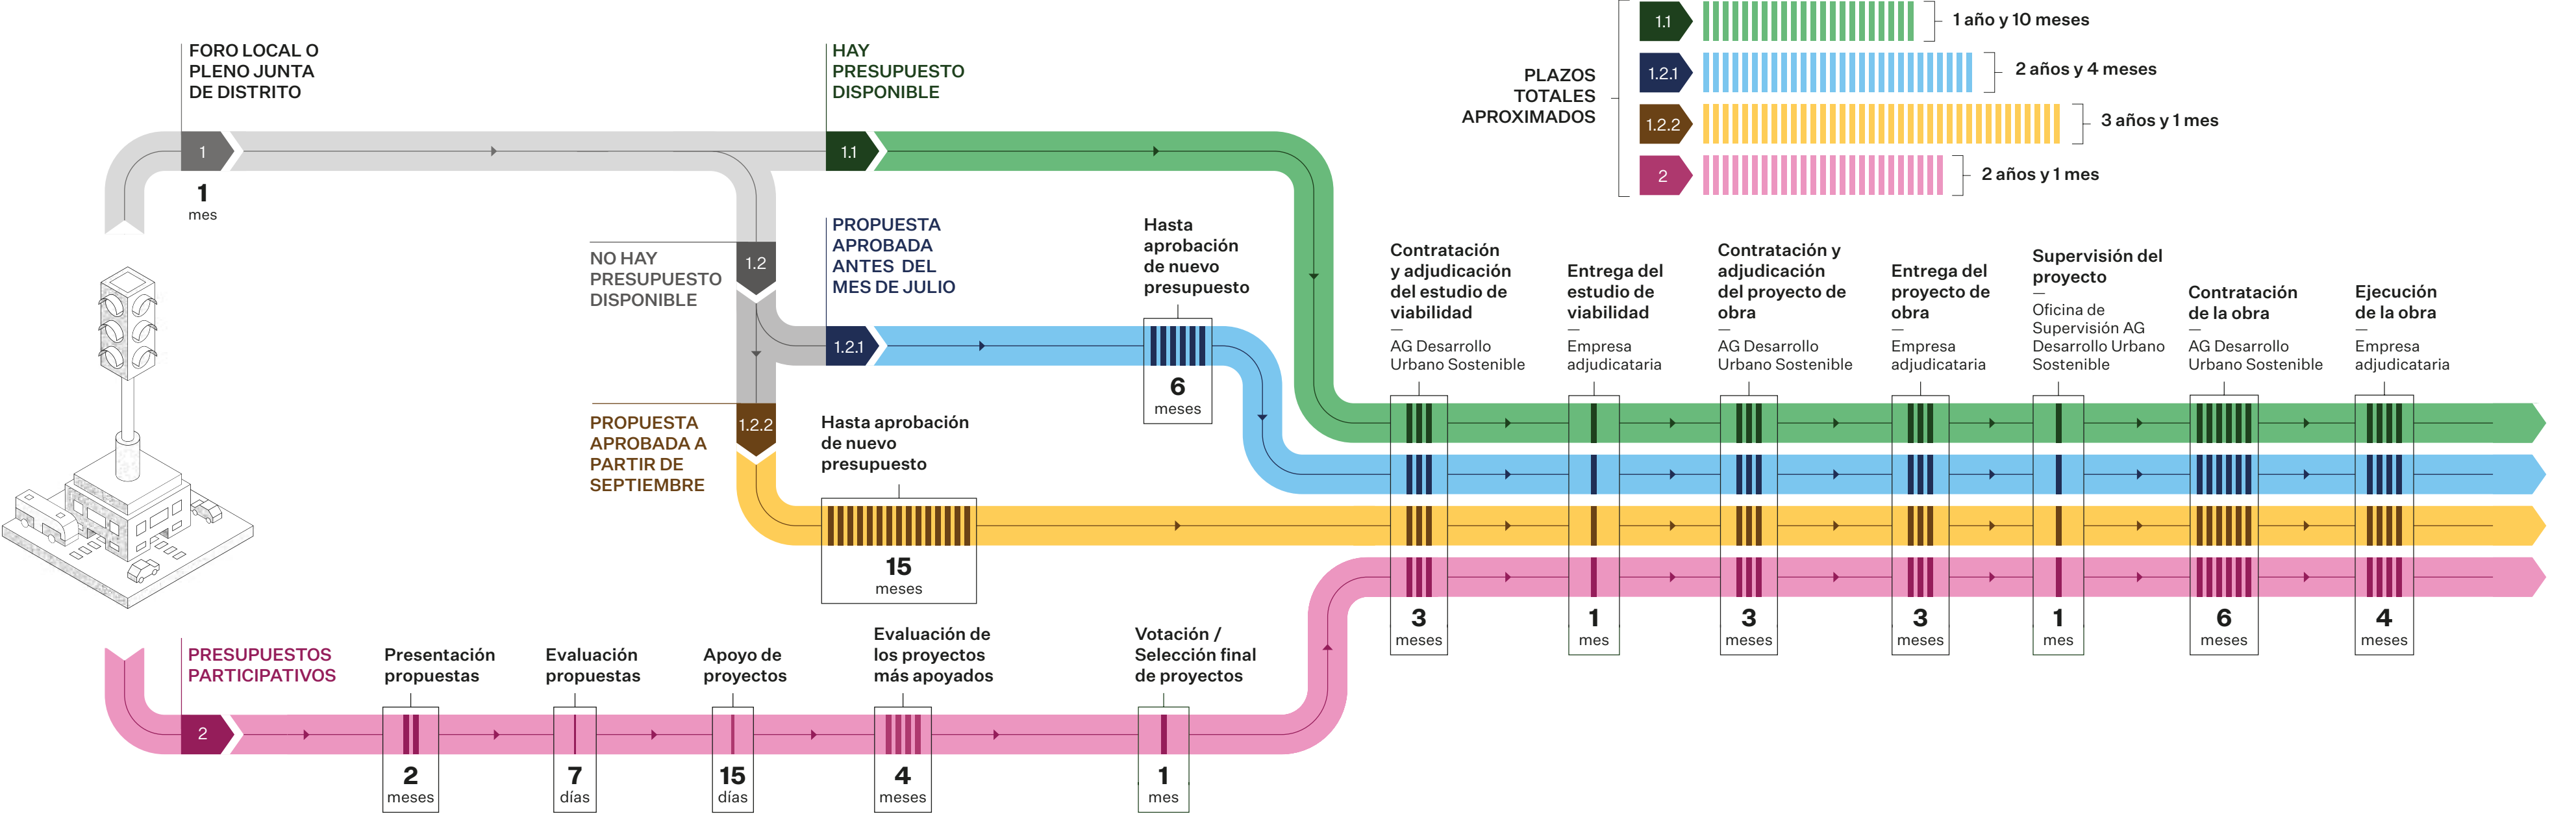 FORO LOCAL O
PLENO JUNTA
DE DISTRITO
1
1
mes
HAY
PRESUPUESTO
DISPONIBLE
1.1
PLAZOS
TOTALES
APROXIMADOS
1.1
1 año y 10 meses
1.2.1
2 años y 4 meses
1.2.2
3 años y 1 mes
2
2 años y 1 mes
NO HAY
PRESUPUESTO
DISPONIBLE
1.2
PROPUESTA
APROBADA
ANTES DEL
MES DE JULIO
1.2.1
Hasta
aprobación
de nuevo
presupuesto
6
meses
PROPUESTA
APROBADA A
PARTIR DE
SEPTIEMBRE
1.2.2
Hasta aprobación
de nuevo
presupuesto
15
meses
Contratación
y adjudicación
del estudio de
viabilidad
—
AG Desarrollo
Urbano Sostenible
3
meses
Entrega del
estudio de
viabilidad
—
Empresa
adjudicataria
1
mes
Contratación y
adjudicación
del proyecto de
obra
—
AG Desarrollo
Urbano Sostenible
3
meses
Entrega del
proyecto de
obra
—
Empresa
adjudicataria
3
meses
Supervisión del
proyecto
—
Oficina de
Supervisión AG
Desarrollo Urbano
Sostenible
1
mes
Contratación
de la obra
—
AG Desarrollo
Urbano Sostenible
6
meses
Ejecución
de la obra
—
Empresa
adjudicataria
4
meses
PRESUPUESTOS
PARTICIPATIVOS
2
Presentación
propuestas
2
meses
Evaluación
propuestas
7
días
Apoyo de
proyectos
15
días
Evaluación de
los proyectos
más apoyados
4
meses
Votación /
Selección final
de proyectos
1
mes